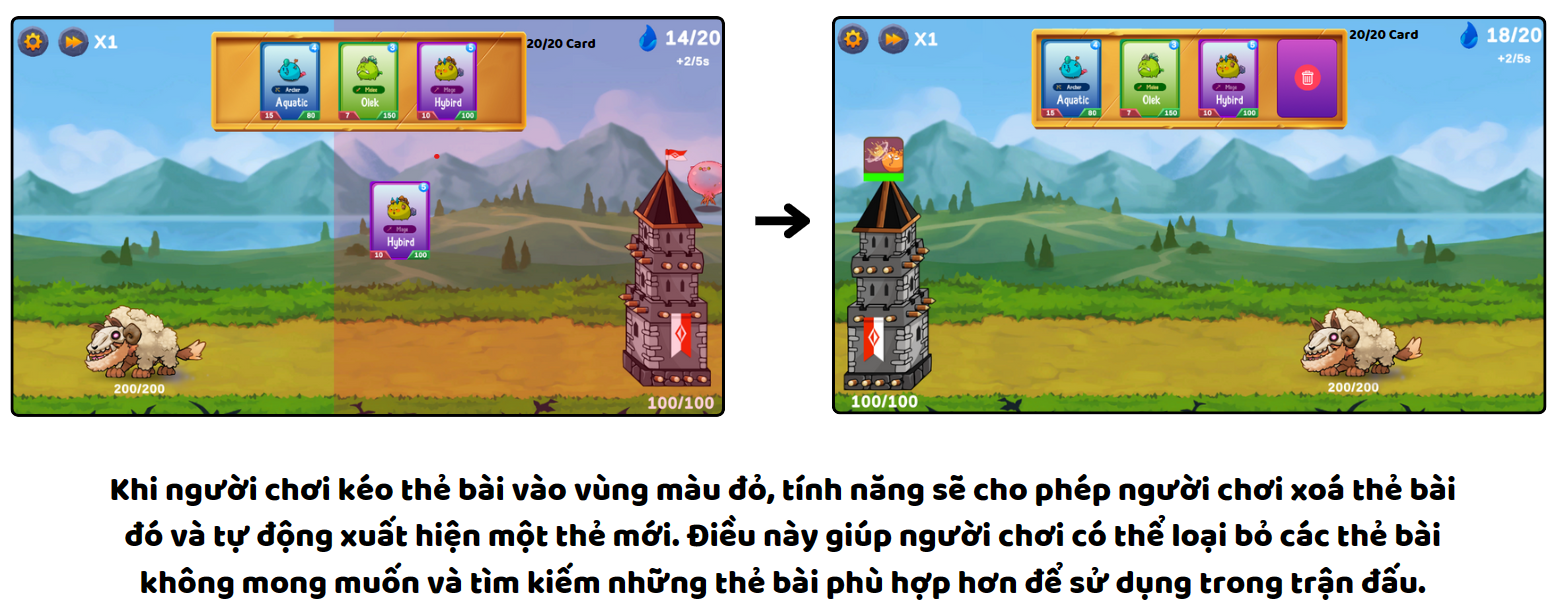 X1
20/20 Card
14/20
+2/5s
4
Archer
Aquatic
15 80
3
Melee
Olek
7 150
5
Mage
Hybird
10 100
5
Mage
Hybird
10 100
200/200
100/100
X1
20/20 Card
18/20
+2/5s
4
Archer
Aquatic
15 80
3
Melee
Olek
7 150
5
Mage
Hybird
10 100
100/100
200/200
Khi người chơi kéo thẻ bài vào vùng màu đỏ, tính năng sẽ cho phép người chơi xoá thẻ bài
đó và tự động xuất hiện một thẻ mới. Điều này giúp người chơi có thể loại bỏ các thẻ bài
không mong muốn và tìm kiếm những thẻ bài phù hợp hơn để sử dụng trong trận đấu.